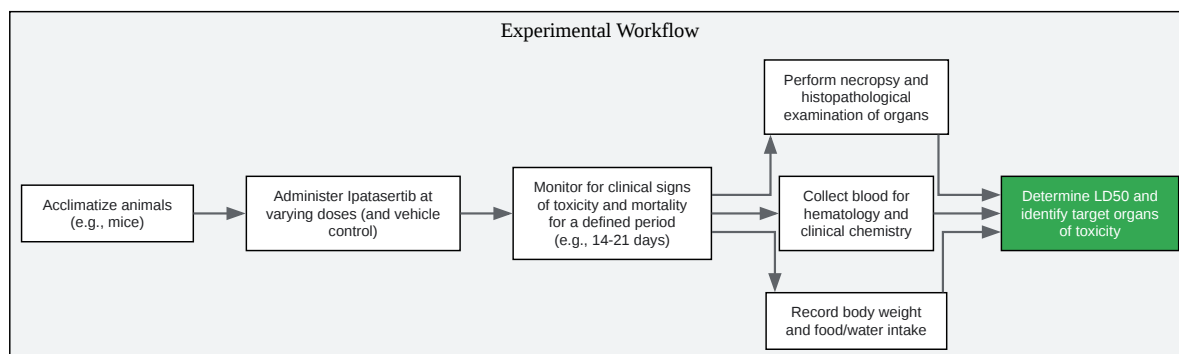 Experimental Workflow
Acclimatize animals
(e.g., mice)
Administer Ipatasertib at
varying doses (and vehicle
control)
Monitor for clinical signs
of toxicity and mortality
for a defined period
(e.g., 14-21 days)
Perform necropsy and
histopathological
examination of organs
Collect blood for
hematology and
clinical chemistry
Record body weight
and food/water intake
Determine LD50 and
identify target organs
of toxicity